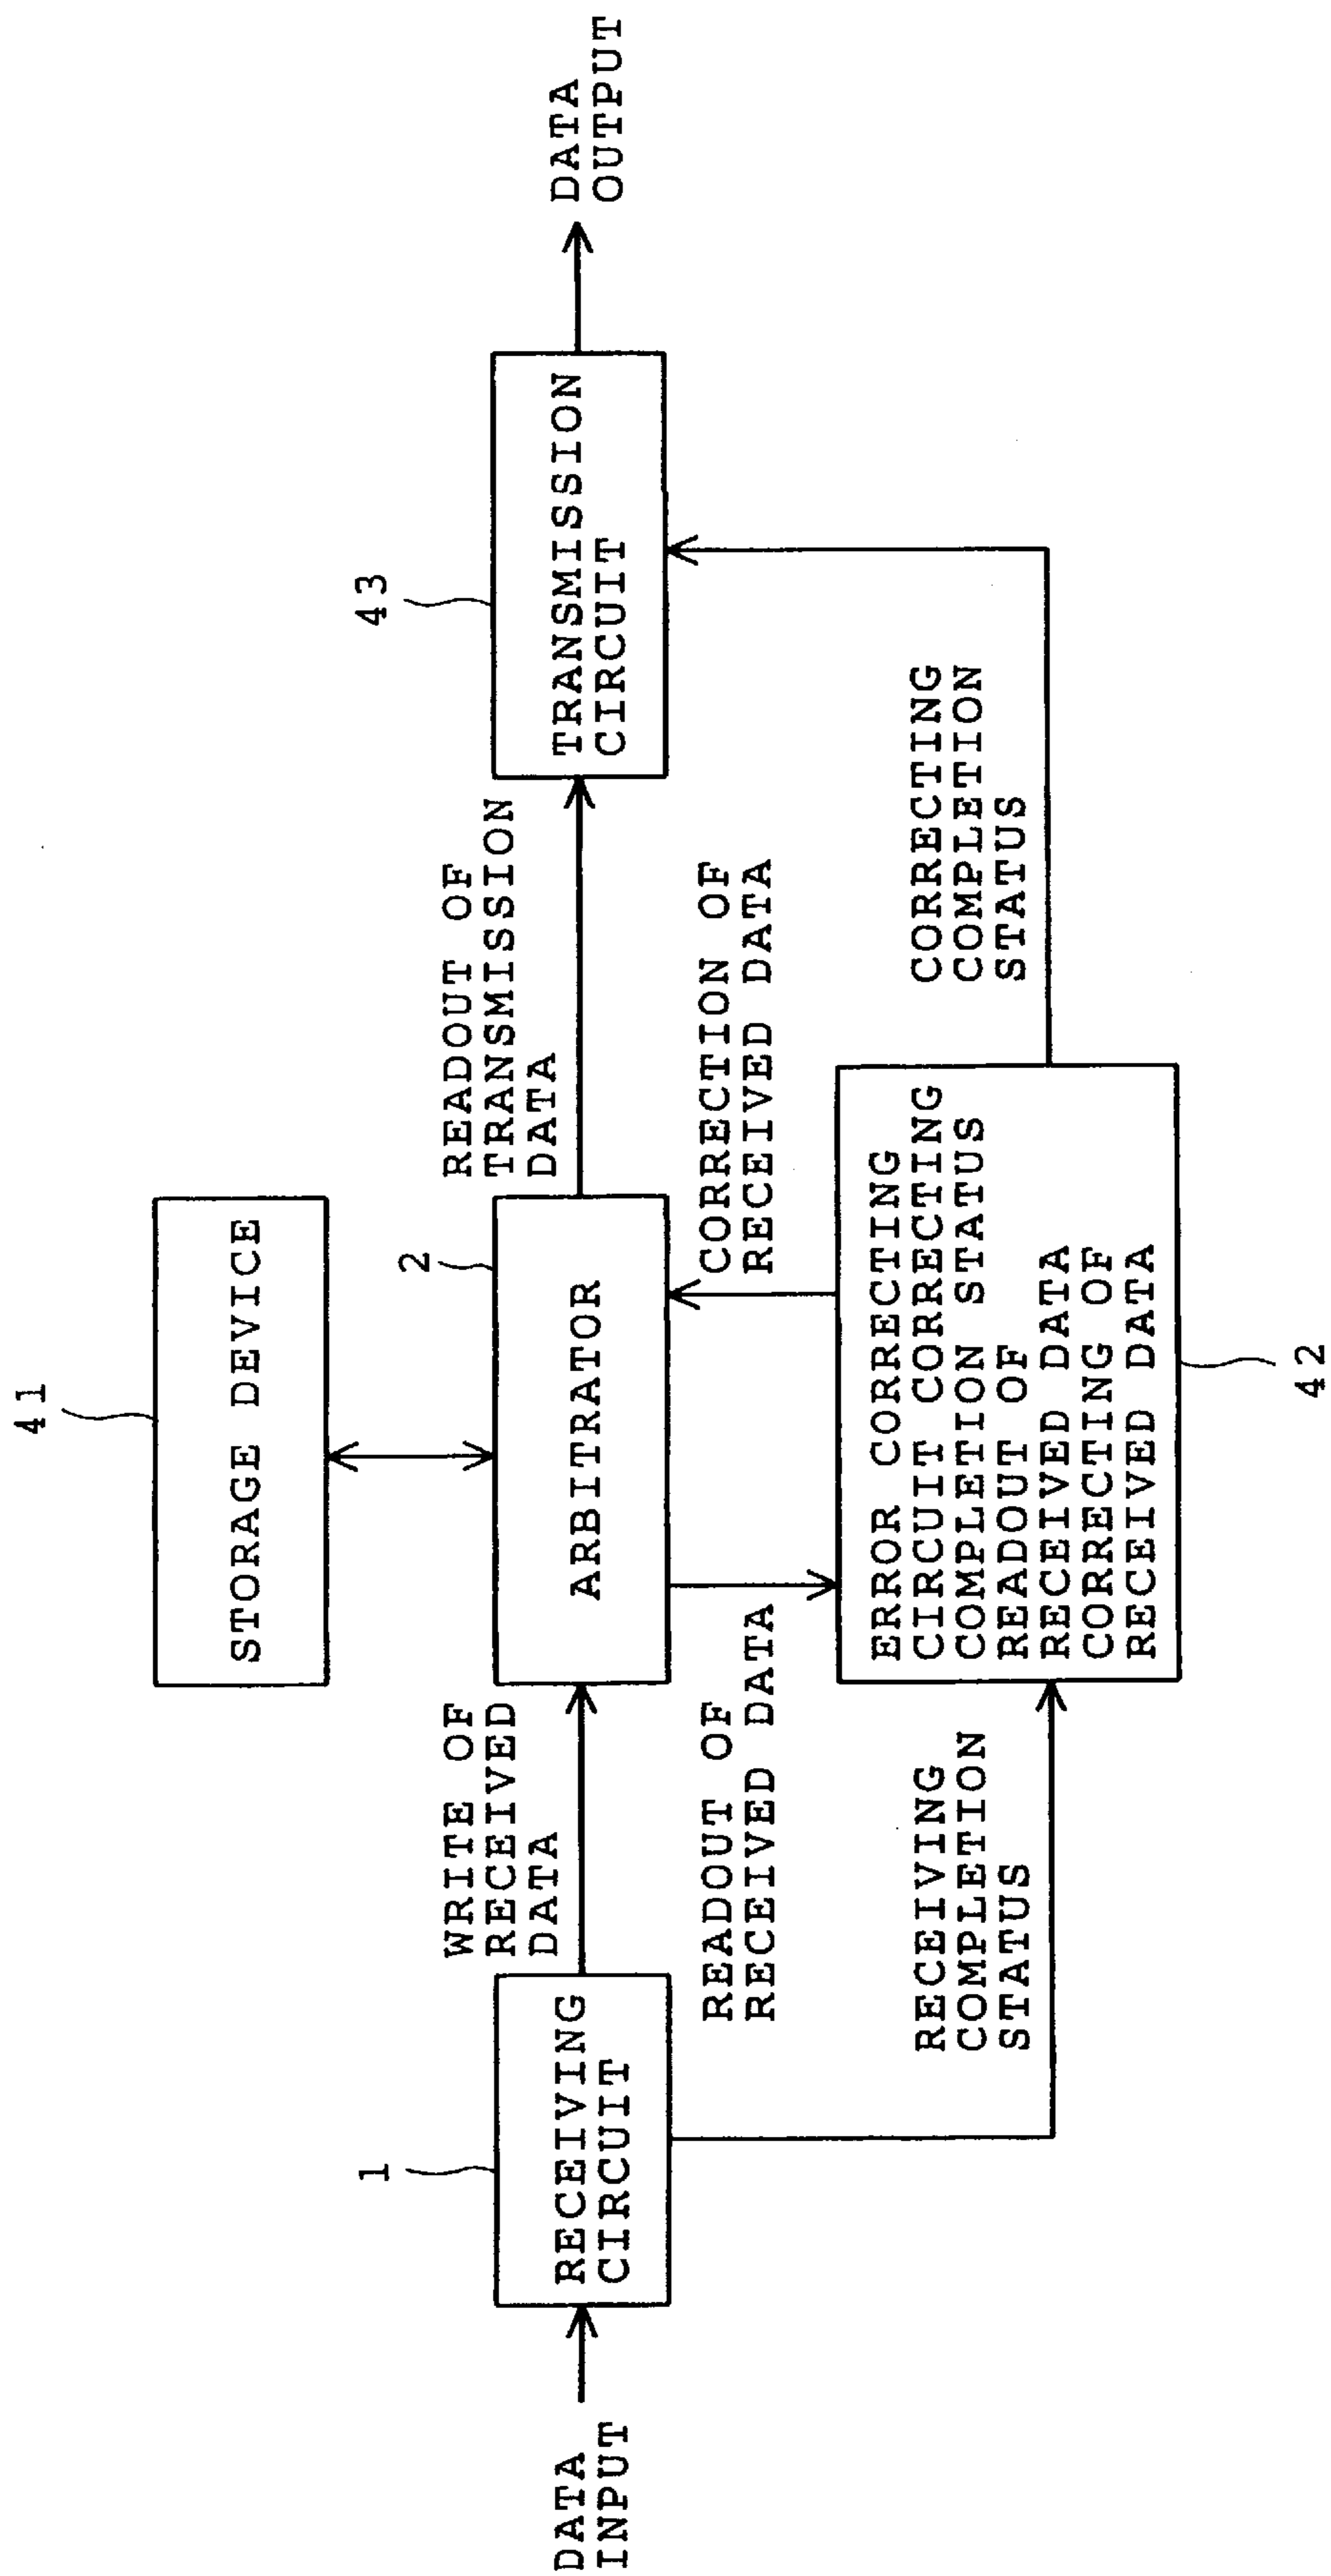 41
STORAGE DEVICE
WRITE OF
RECEIVED
DATA
READOUT OF
TRANSMISSION
DATA
1
2
43
DATA
INPUT
RECEIVING
CIRCUIT
ARBITRATOR
TRANSMISSION
CIRCUIT
DATA
OUTPUT
READOUT OF
RECEIVED DATA
CORRECTION OF
RECEIVED DATA
RECEIVING
COMPLETION
STATUS
ERROR CORRECTING
CIRCUIT CORRECTING
COMPLETION STATUS
READOUT OF
RECEIVED DATA
CORRECTING OF
RECEIVED DATA
CORRECTING
COMPLETION
STATUS
42